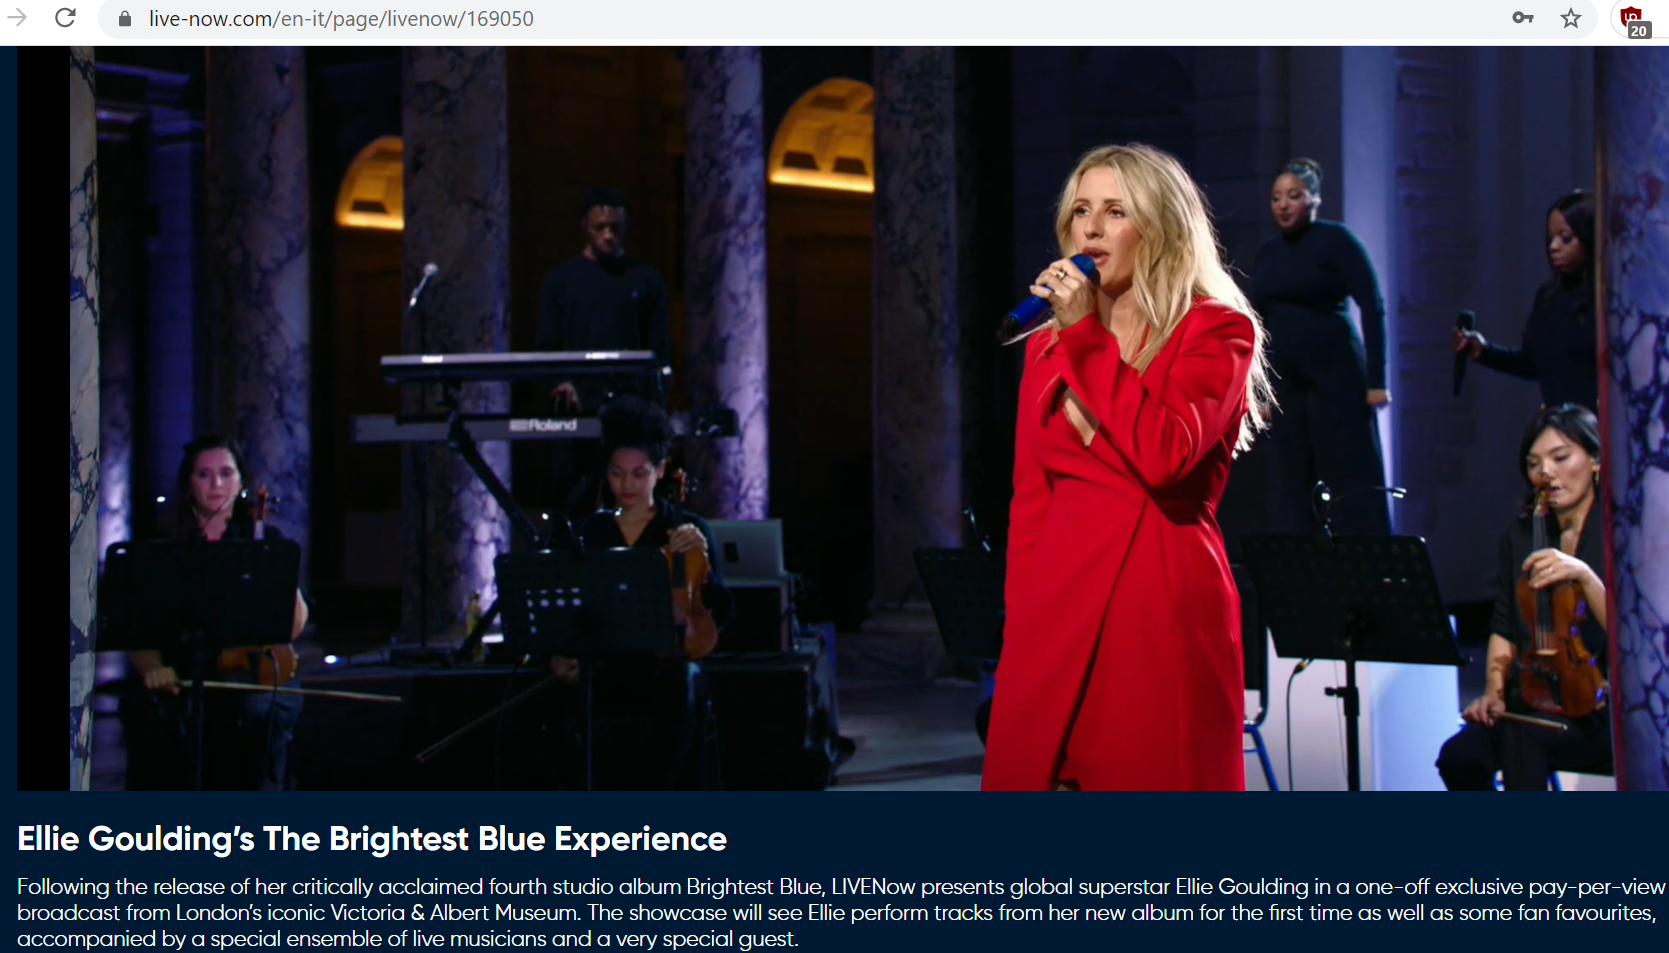 live-now.com/en-it/page/livenow/169050
20
Roland
Ellie Goulding’s The Brightest Blue Experience
Following the release of her critically acclaimed fourth studio album Brightest Blue, LIVENow presents global superstar Ellie Goulding in a one-off exclusive pay-per-view
broadcast from London’s iconic Victoria & Albert Museum. The showcase will see Ellie perform tracks from her new album for the first time as well as some fan favourites,
accompanied by a special ensemble of live musicians and a very special guest.